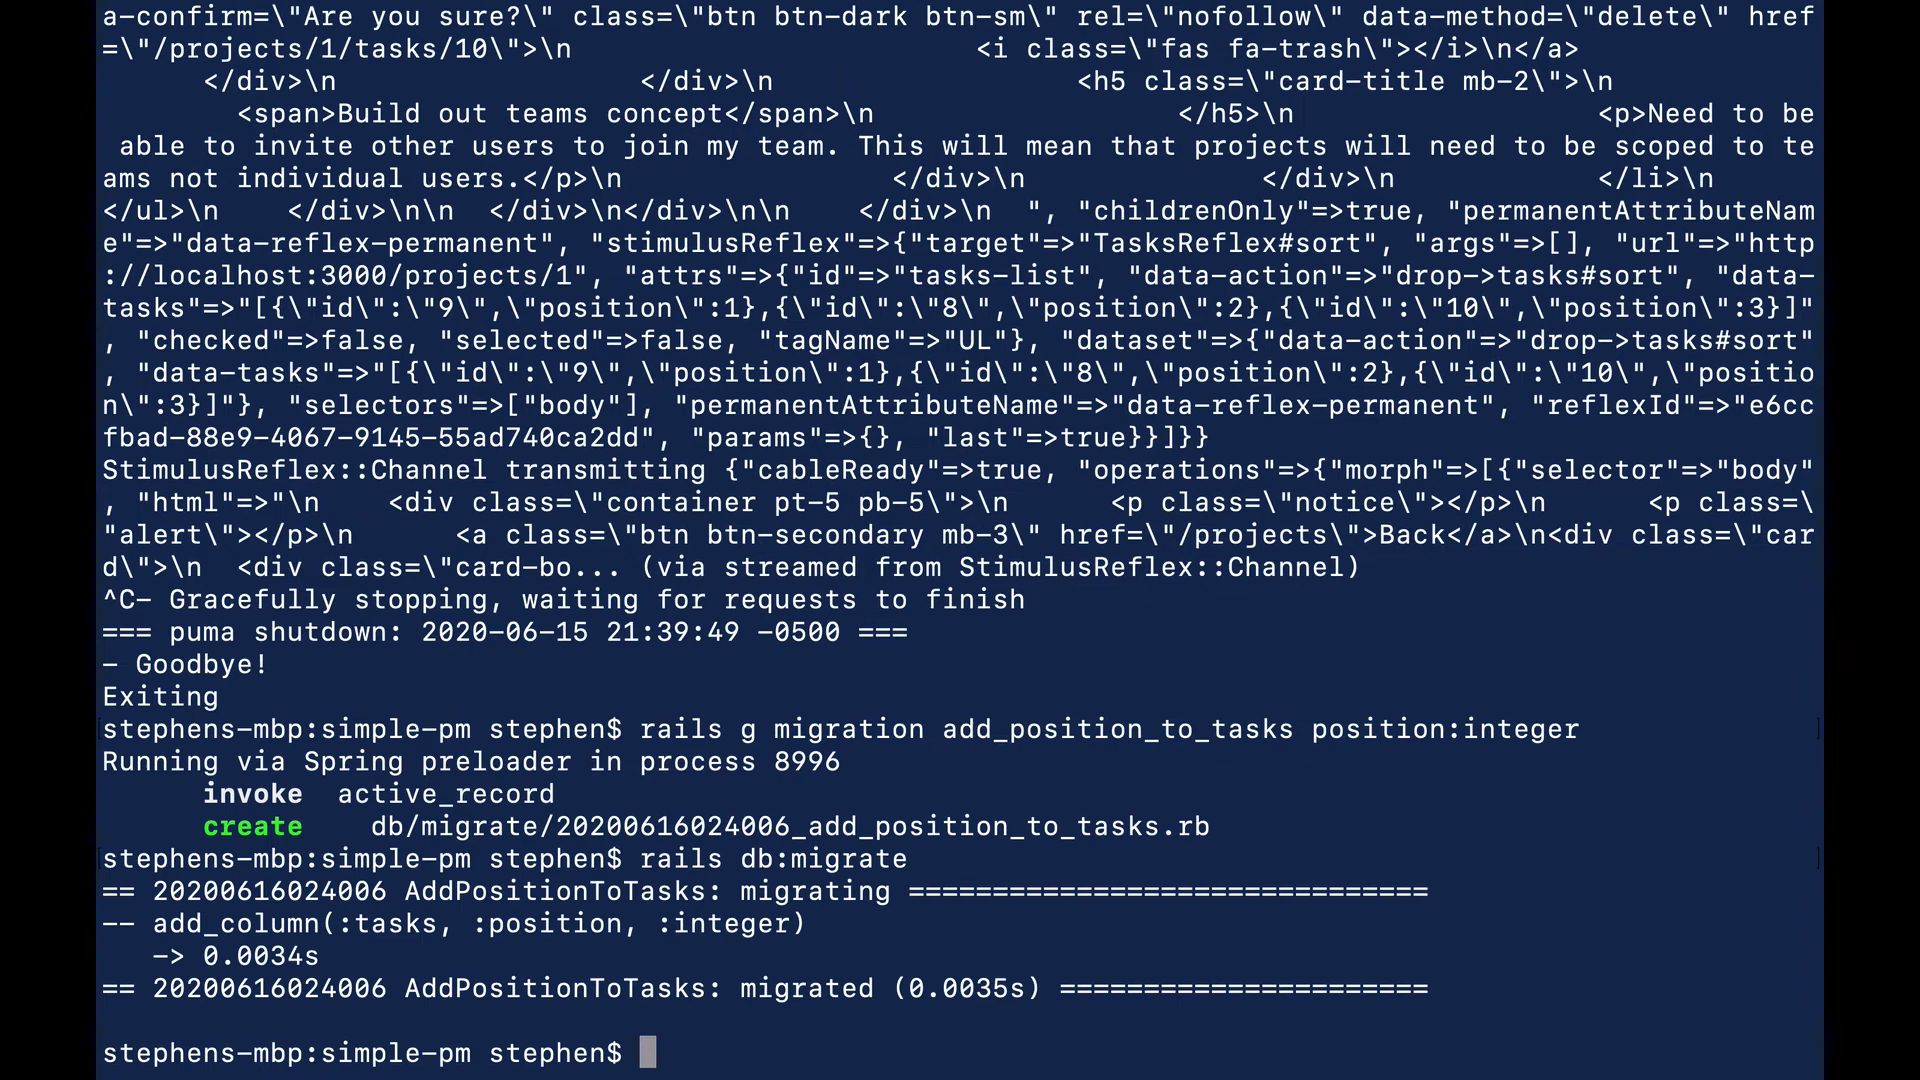 a-confirm=\"Are you sure?\" class=\"btn btn-dark btn-sm\" rel=\"nofollow\" data-method=\"delete\" href
=\"/projects/1/tasks/10\">\n                        <i class=\"fas fa-trash\"></i>\n</a>
      </div>\n                  </div>\n                  <h5 class=\"card-title mb-2\">\n
        <span>Build out teams concept</span>\n                  </h5>\n                  <p>Need to be
 able to invite other users to join my team. This will mean that projects will need to be scoped to te
ams not individual users.</p>\n                </div>\n              </div>\n            </li>\n
</ul>\n    </div>\n\n  </div>\n</div>\n\n    </div>\n  ", "childrenOnly"=>true, "permanentAttributeNam
e"=>"data-reflex-permanent", "stimulusReflex"=>{"target"=>"TasksReflex#sort", "args"=>[], "url"=>"http
://localhost:3000/projects/1", "attrs"=>{"id"=>"tasks-list", "data-action"=>"drop->tasks#sort", "data-
tasks"=>"[{\"id\":\"9\",\"position\":1},{\"id\":\"8\",\"position\":2},{\"id\":\"10\",\"position\":3}]"
, "checked"=>false, "selected"=>false, "tagName"=>"UL"}, "dataset"=>{"data-action"=>"drop->tasks#sort"
, "data-tasks"=>"[{\"id\":\"9\",\"position\":1},{\"id\":\"8\",\"position\":2},{\"id\":\"10\",\"positio
n\":3}]"}, "selectors"=>["body"], "permanentAttributeName"=>"data-reflex-permanent", "reflexId"=>"e6cc
fbad-88e9-4067-9145-55ad740ca2dd", "params"=>{}, "last"=>true}}]}}
StimulusReflex::Channel transmitting {"cableReady"=>true, "operations"=>{"morph"=>[{"selector"=>"body"
, "html"=>"\n    <div class=\"container pt-5 pb-5\">\n      <p class=\"notice\"></p>\n      <p class=\
"alert\"></p>\n      <a class=\"btn btn-secondary mb-3\" href=\"/projects\">Back</a>\n<div class=\"car
d\">\n  <div class=\"card-bo... (via streamed from StimulusReflex::Channel)
^C- Gracefully stopping, waiting for requests to finish
=== puma shutdown: 2020-06-15 21:39:49 -0500 ===
- Goodbye!
Exiting
stephens-mbp:simple-pm stephen$ rails g migration add_position_to_tasks position:integer
Running via Spring preloader in process 8996
      invoke  active_record
      create    db/migrate/20200616024006_add_position_to_tasks.rb
stephens-mbp:simple-pm stephen$ rails db:migrate
== 20200616024006 AddPositionToTasks: migrating ===============================
-- add_column(:tasks, :position, :integer)
   -> 0.0034s
== 20200616024006 AddPositionToTasks: migrated (0.0035s) ======================
stephens-mbp:simple-pm stephen$